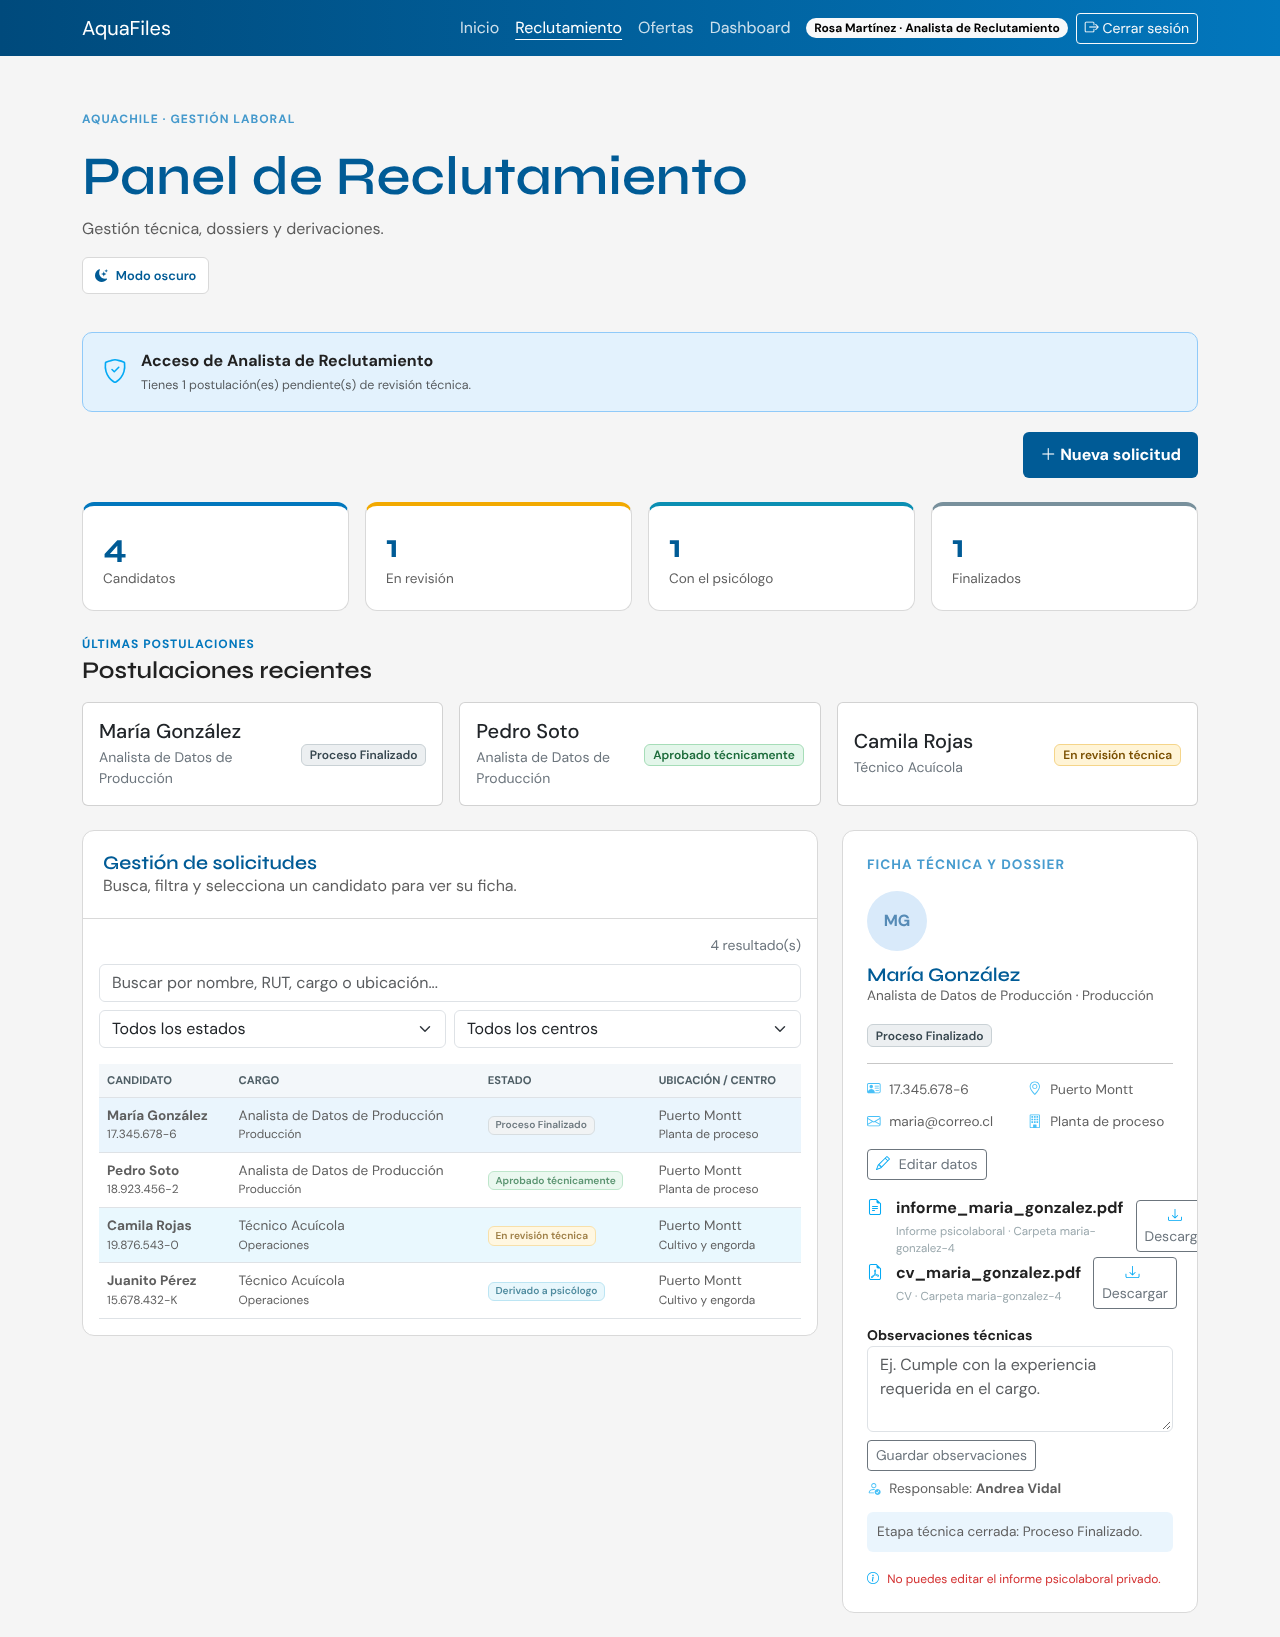 AquaFiles
Inicio Reclutamiento Ofertas Dashboard Rosa Martínez · Analista de Reclutamiento Cerrar sesión
AQUACHILE · GESTIÓN LABORAL
Panel de Reclutamiento
Gestión técnica, dossiers y derivaciones.
Modo oscuro
Acceso de Analista de Reclutamiento
Tienes 1 postulación(es) pendiente(s) de revisión técnica.
+ Nueva solicitud
4
Candidatos
1
En revisión
1
Con el psicólogo
1
Finalizados
ÚLTIMAS POSTULACIONES
Postulaciones recientes
María González
Analista de Datos de
Producción
Proceso Finalizado
Pedro Soto
Analista de Datos de
Producción
Aprobado técnicamente
Camila Rojas
Técnico Acuícola
En revisión técnica
Gestión de solicitudes
Busca, filtra y selecciona un candidato para ver su ficha.
4 resultado(s)
Buscar por nombre, RUT, cargo o ubicación...
Todos los estados Todos los centros
CANDIDATO CARGO ESTADO UBICACIÓN / CENTRO
María González Analista de Datos de Producción Proceso Finalizado Puerto Montt
17.345.678-6 Producción Planta de proceso
Pedro Soto Analista de Datos de Producción Aprobado técnicamente Puerto Montt
18.923.456-2 Producción Planta de proceso
Camila Rojas Técnico Acuícola En revisión técnica Puerto Montt
19.876.543-0 Operaciones Cultivo y engorda
Juanito Pérez Técnico Acuícola Derivado a psicólogo Puerto Montt
15.678.432-K Operaciones Cultivo y engorda
FICHA TÉCNICA Y DOSSIER
MG
María González
Analista de Datos de Producción · Producción
Proceso Finalizado
17.345.678-6 Puerto Montt
maria@correo.cl Planta de proceso
Editar datos
informe_maria_gonzalez.pdf
Informe psicolaboral · Carpeta maria-
gonzalez-4
Descarg
cv_maria_gonzalez.pdf
CV · Carpeta maria-gonzalez-4
Descargar
Observaciones técnicas
Ej. Cumple con la experiencia
requerida en el cargo.
Guardar observaciones
Responsable: Andrea Vidal
Etapa técnica cerrada: Proceso Finalizado.
No puedes editar el informe psicolaboral privado.